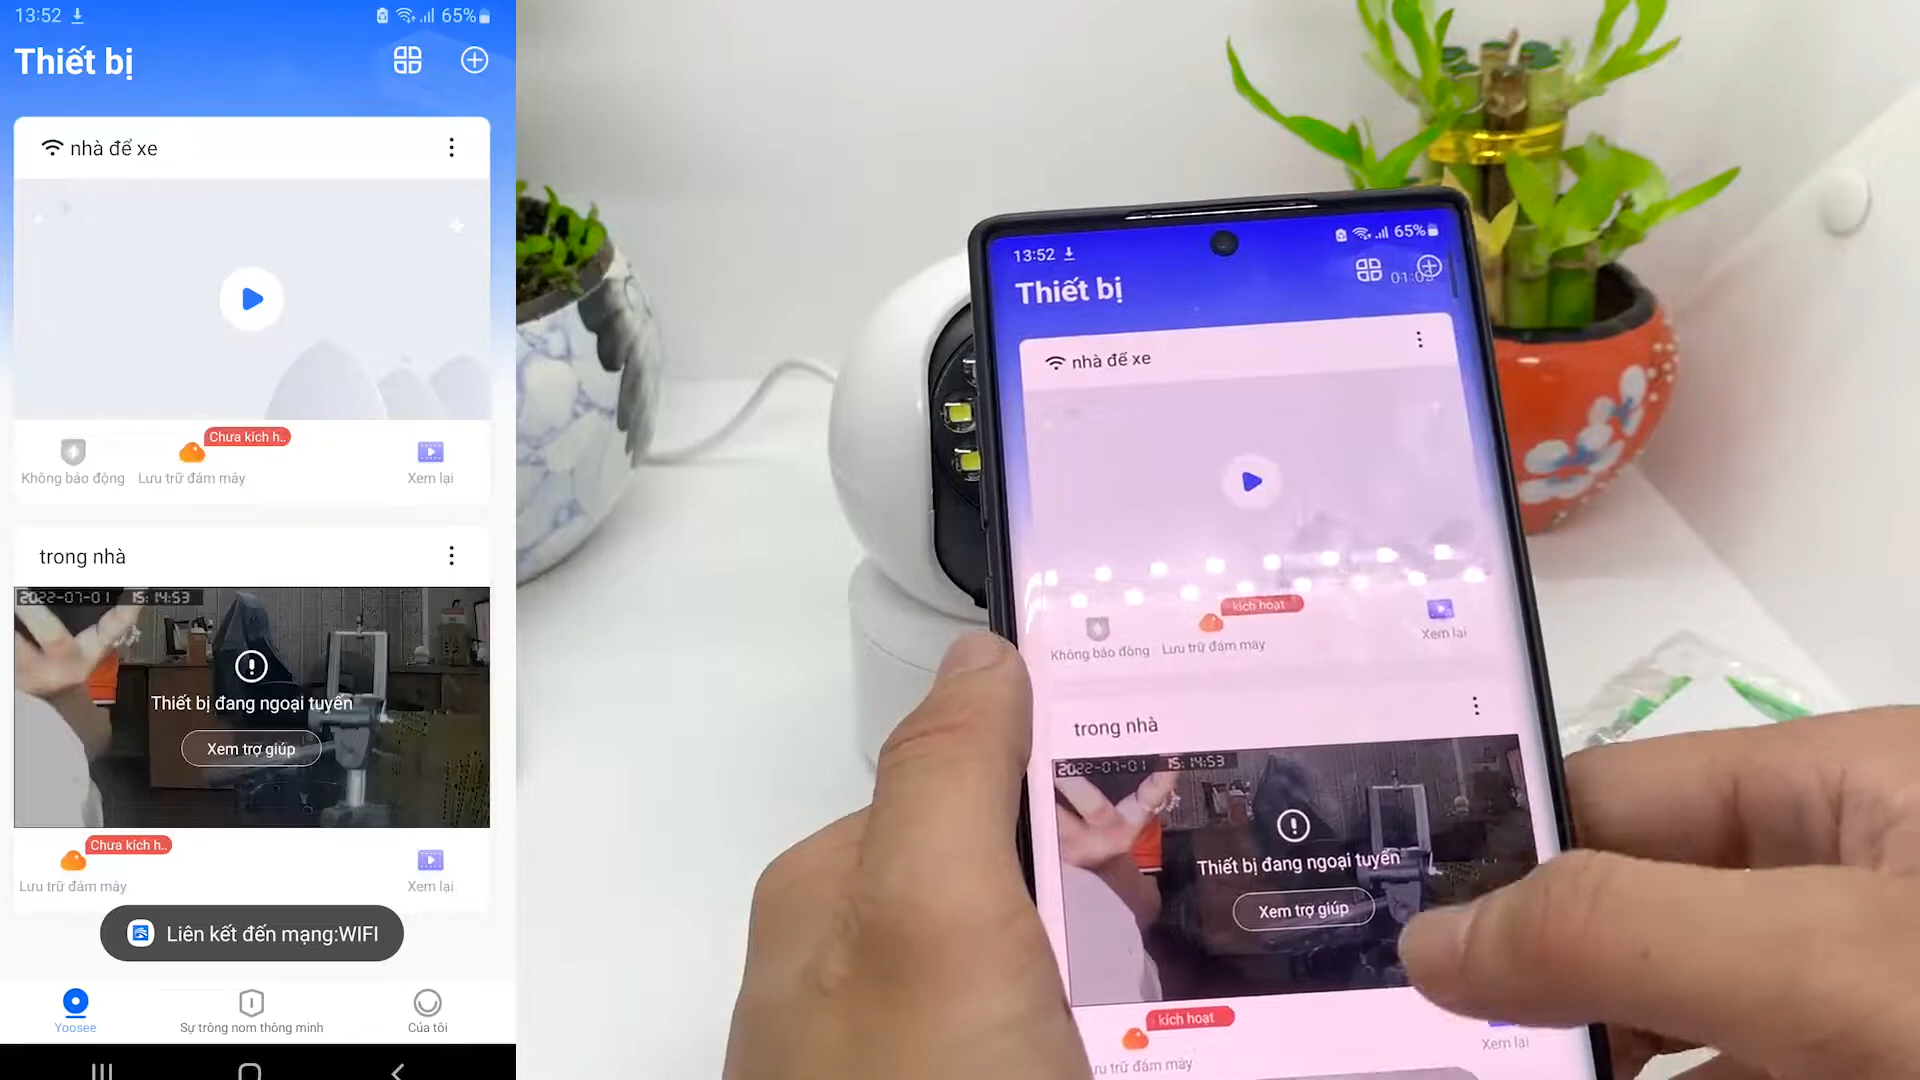 13:52
65%
Thiết bị
nhà để xe
Chưa kích h..
Không báo động
Lưu trữ đám mây
Xem lại
trong nhà
2022-07-01 15:14:53
Thiết bị đang ngoại tuyến
Xem trợ giúp
Chưa kích h..
Lưu trữ đám mây
Xem lại
Liên kết đến mạng:WIFI
Yoosee
Sự trông nom thông minh
Của tôi
13:52
65%
Thiết bị
nhà để xe
kích hoạt
Không báo động
Lưu trữ đám mây
Xem lại
trong nhà
2022-07-01 15:14:53
Thiết bị đang ngoại tuyến
Xem trợ giúp
kích hoạt
trữ đám mây
Xem lại